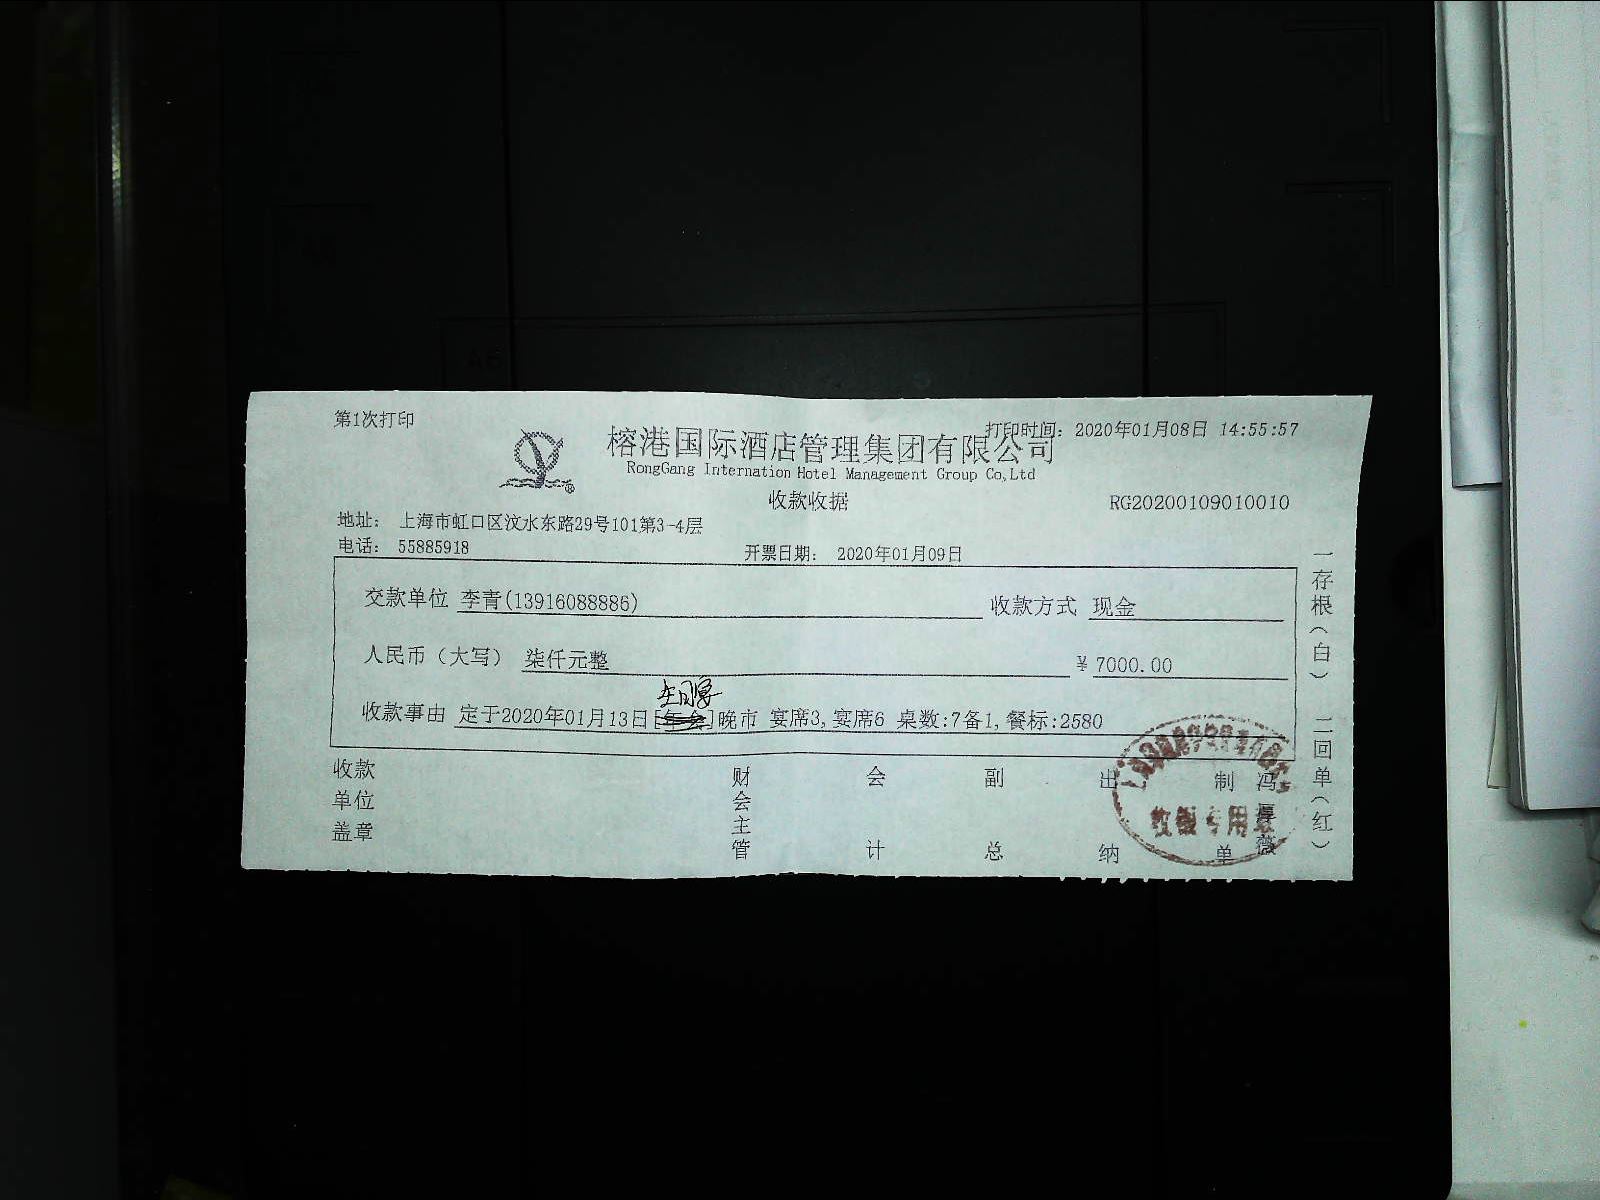 第1次打印
打印时间: 2020年01月08日 14:55:57
榕港国际酒店管理集团有限公司
RongGang Internation Hotel Management Group Co,Ltd
收款收据
RG20200109010010
地址: 上海市虹口区汶水东路29号101第3-4层
电话: 55885918
开票日期: 2020年01月09日
交款单位 李青(13916088886) 收款方式 现金
人民币(大写) 柒仟元整 ¥7000.00
生日宴
收款事由 定于2020年01月13日[年会]晚市 宴席3,宴席6 桌数:7备1,餐标:2580
收款单位盖章
财会主管
会计
副总
出纳
制单
冯厚薇
收银专用章
一存根(白)
二回单(红)
A6